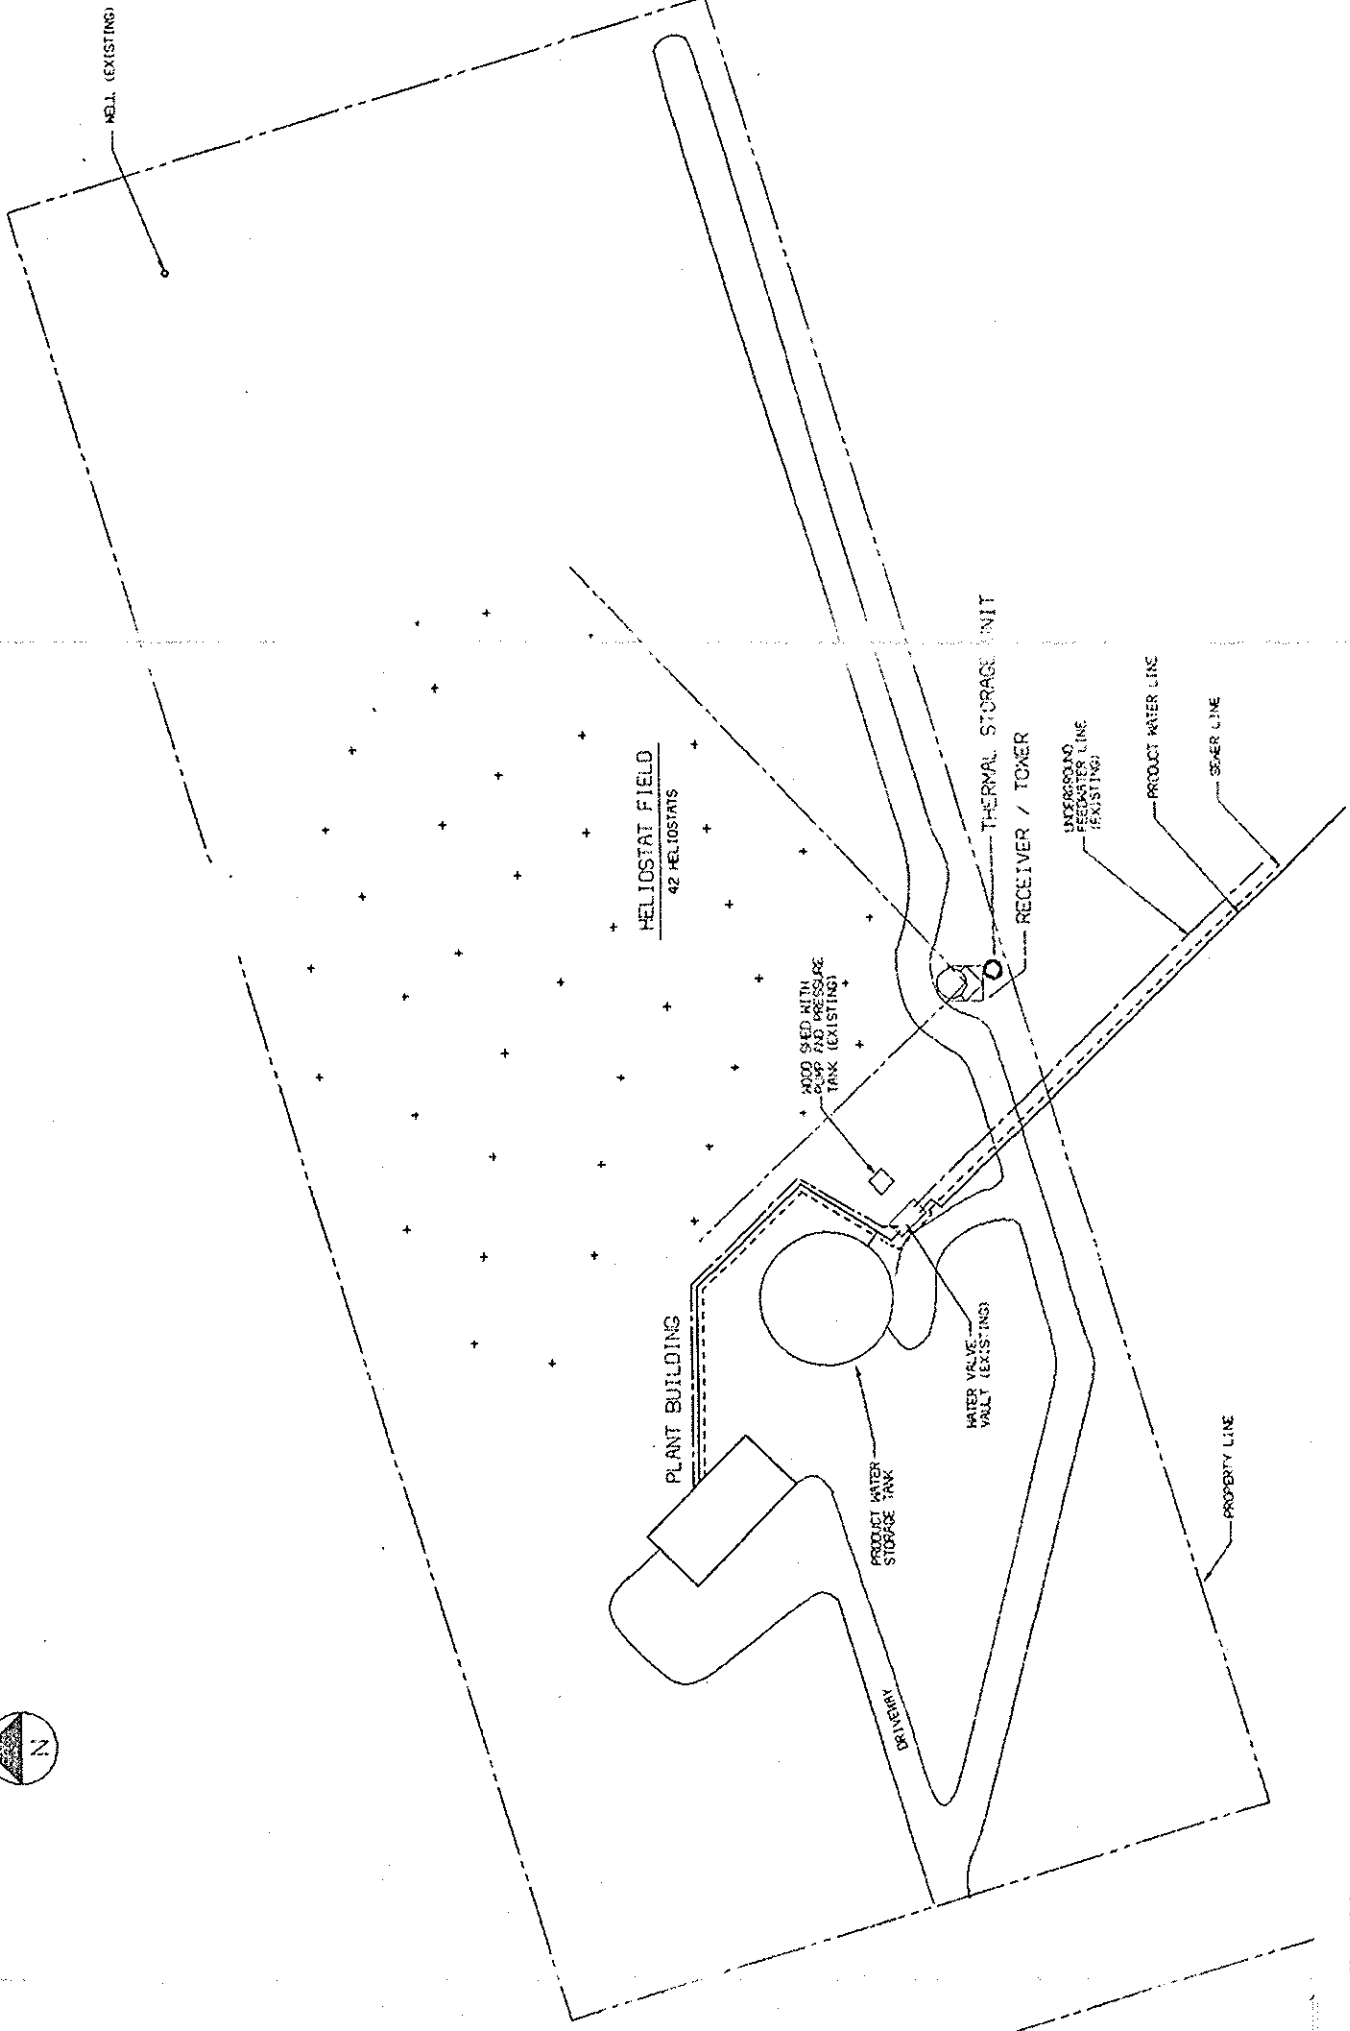 WELL (EXISTING)
HELIOSTAT FIELD
42 HELIOSTATS
THERMAL STORAGE UNIT
RECEIVER / TOWER
UNDERGROUND
FEEDWATER LINE
(EXISTING)
PRODUCT WATER LINE
SEWER LINE
WOOD SHED WITH
PUMP AND PRESSURE
TANK (EXISTING)
PLANT BUILDING
WATER VALVE
VAULT (EXISTING)
PRODUCT WATER
STORAGE TANK
PROPERTY LINE
DRIVEWAY
N